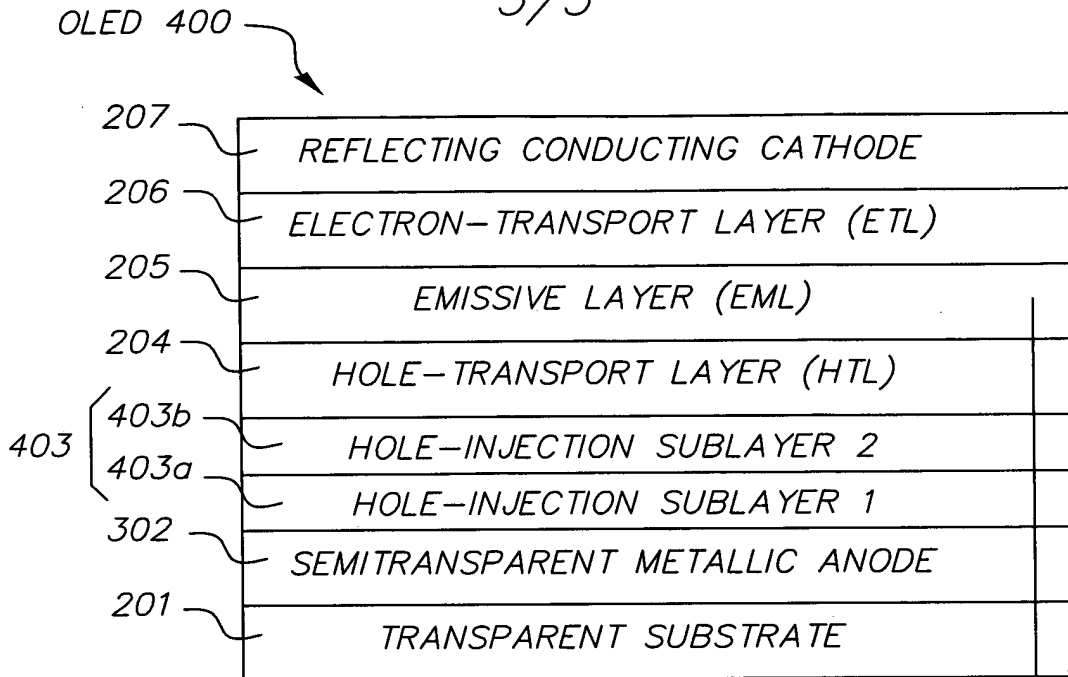 OLED 400
207
REFLECTING CONDUCTING CATHODE
206
ELECTRON-TRANSPORT LAYER (ETL)
205
EMISSIVE LAYER (EML)
204
HOLE-TRANSPORT LAYER (HTL)
403
403b
HOLE-INJECTION SUBLAYER 2
403a
HOLE-INJECTION SUBLAYER 1
302
SEMITRANSPARENT METALLIC ANODE
201
TRANSPARENT SUBSTRATE